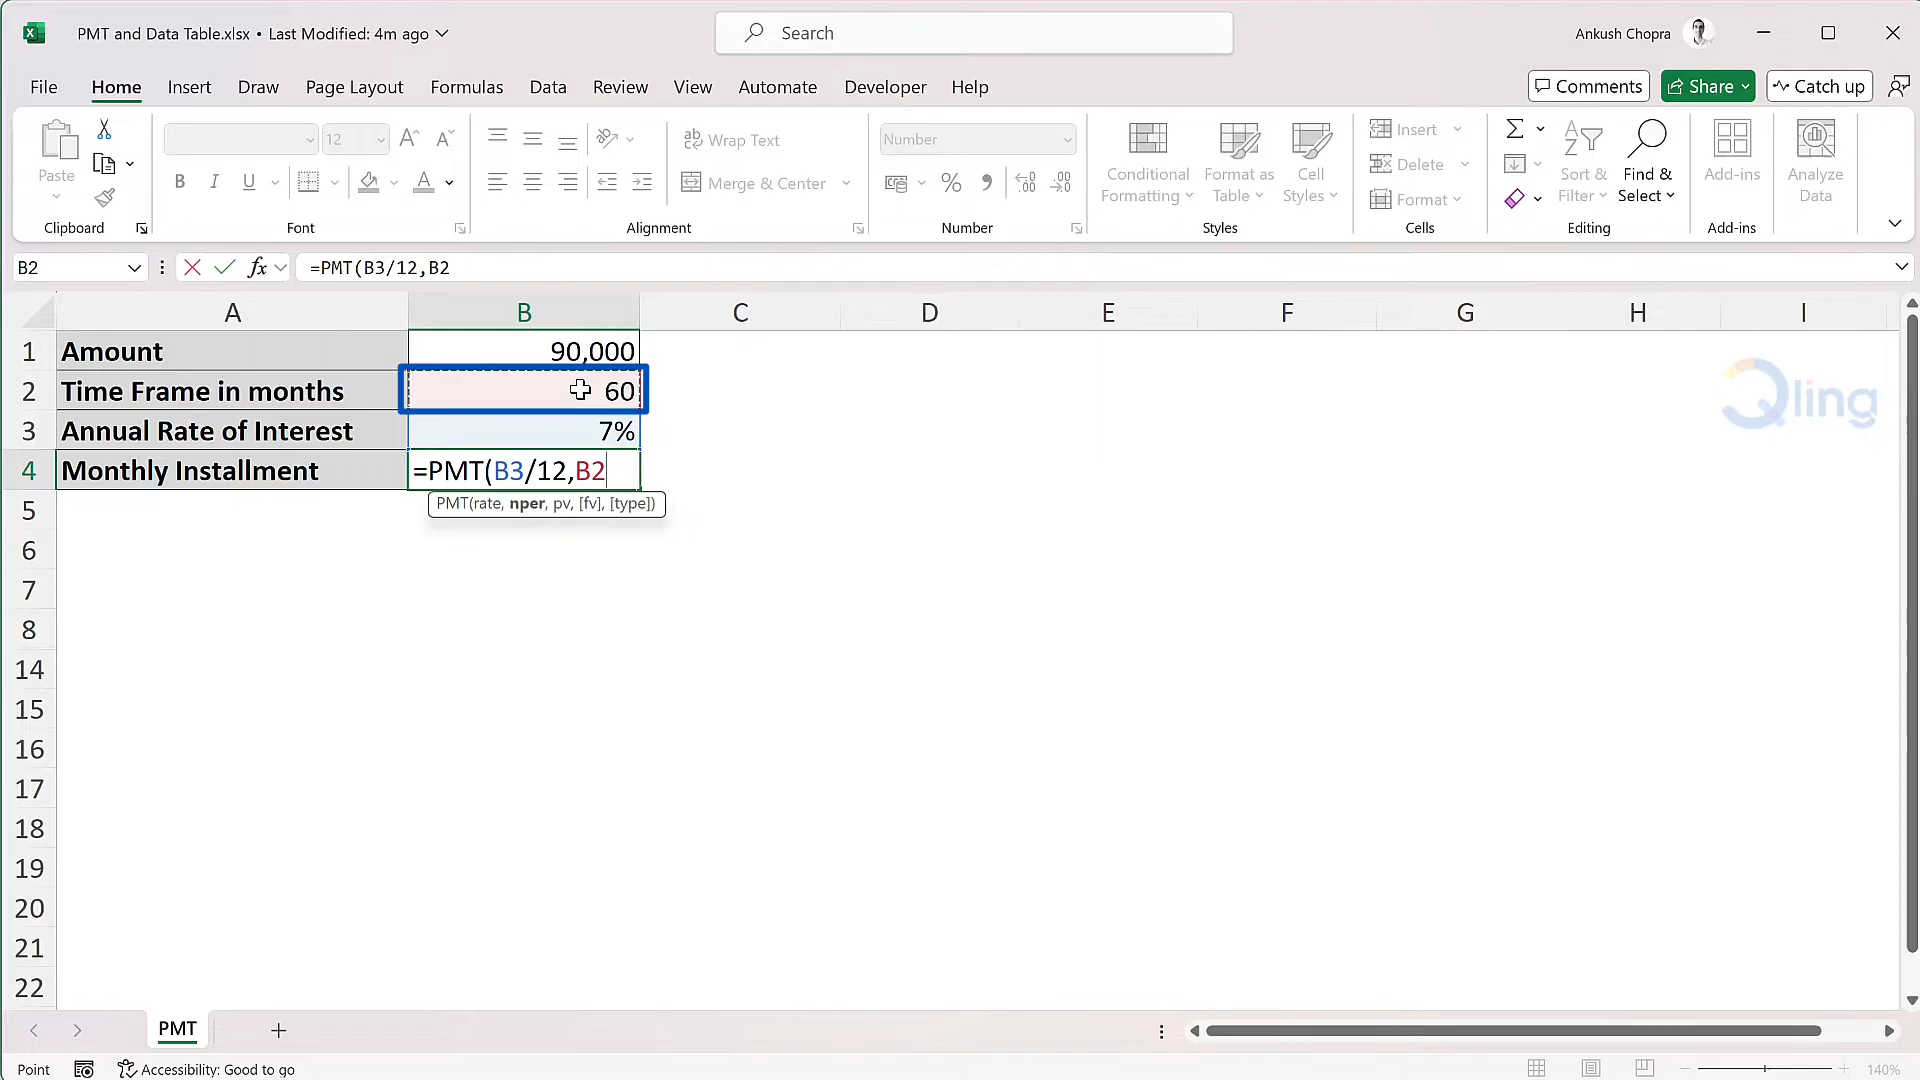 PMT and Data Table.xlsx • Last Modified: 4m ago
Search
Ankush Chopra
File Home Insert Draw Page Layout Formulas Data Review View Automate Developer Help
Comments Share Catch up
Paste
12
B I U
ab Wrap Text
Merge & Center
Number
Conditional Formatting
Format as Table
Cell Styles
Insert
Delete
Format
Sort & Filter
Find & Select
Add-ins
Analyze Data
Clipboard Font Alignment Number Styles Cells Editing Add-ins
B2 fx =PMT(B3/12,B2
A B C D E F G H I
1 Amount 90,000
2 Time Frame in months 60
3 Annual Rate of Interest 7%
4 Monthly Installment =PMT(B3/12,B2
PMT(rate, nper, pv, [fv], [type])
5
6
7
8
14
15
16
17
18
19
20
21
22
Qling
PMT
Point Accessibility: Good to go 140%